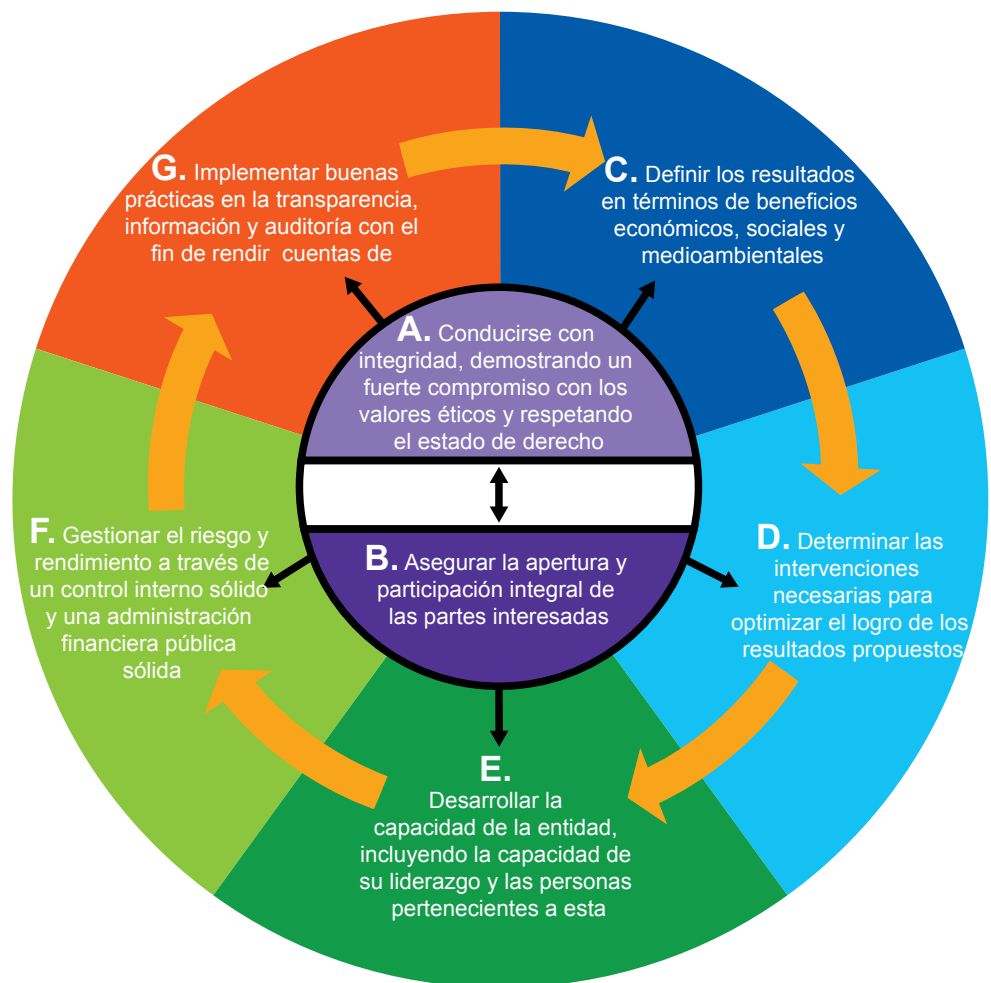 A. Conducirse con
integridad, demostrando un
fuerte compromiso con los
valores éticos y respetando
el estado de derecho
B. Asegurar la apertura y
participación integral de
las partes interesadas
C. Definir los resultados
en términos de beneficios
económicos, sociales y
medioambientales
D. Determinar las
intervenciones
necesarias para
optimizar el logro de los
resultados propuestos
E.
Desarrollar la
capacidad de la entidad,
incluyendo la capacidad de
su liderazgo y las personas
pertenecientes a esta
F. Gestionar el riesgo y
rendimiento a través de
un control interno sólido
y una administración
financiera pública
sólida
G. Implementar buenas
prácticas en la transparencia,
información y auditoría con el
fin de rendir cuentas de